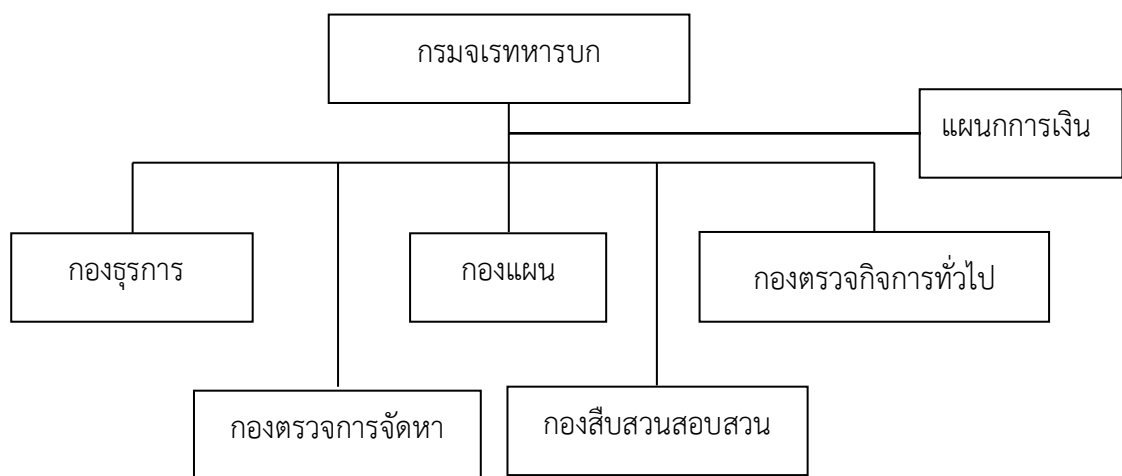 กรมจเรทหารบก
แผนกการเงิน
กองธุรการ
กองแผน
กองตรวจกิจการทั่วไป
กองตรวจการจัดหา
กองสืบสวนสอบสวน